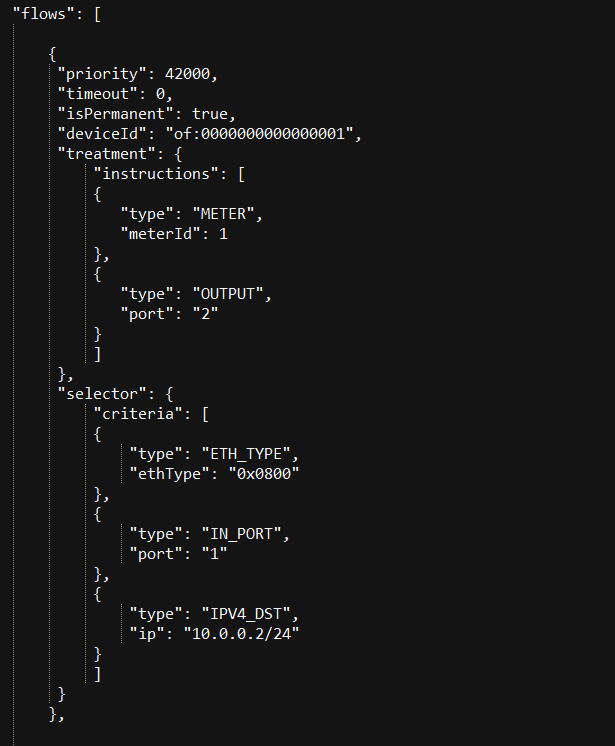 "flows": [
{
"priority": 42000,
"timeout": 0,
"isPermanent": true,
"deviceId": "of:0000000000000001",
"treatment": {
"instructions": [
{
"type": "METER",
"meterId": 1
},
{
"type": "OUTPUT",
"port": "2"
}
]
},
"selector": {
"criteria": [
{
"type": "ETH_TYPE",
"ethType": "0x0800"
},
{
"type": "IN_PORT",
"port": "1"
},
{
"type": "IPV4_DST",
"ip": "10.0.0.2/24"
}
]
}
},